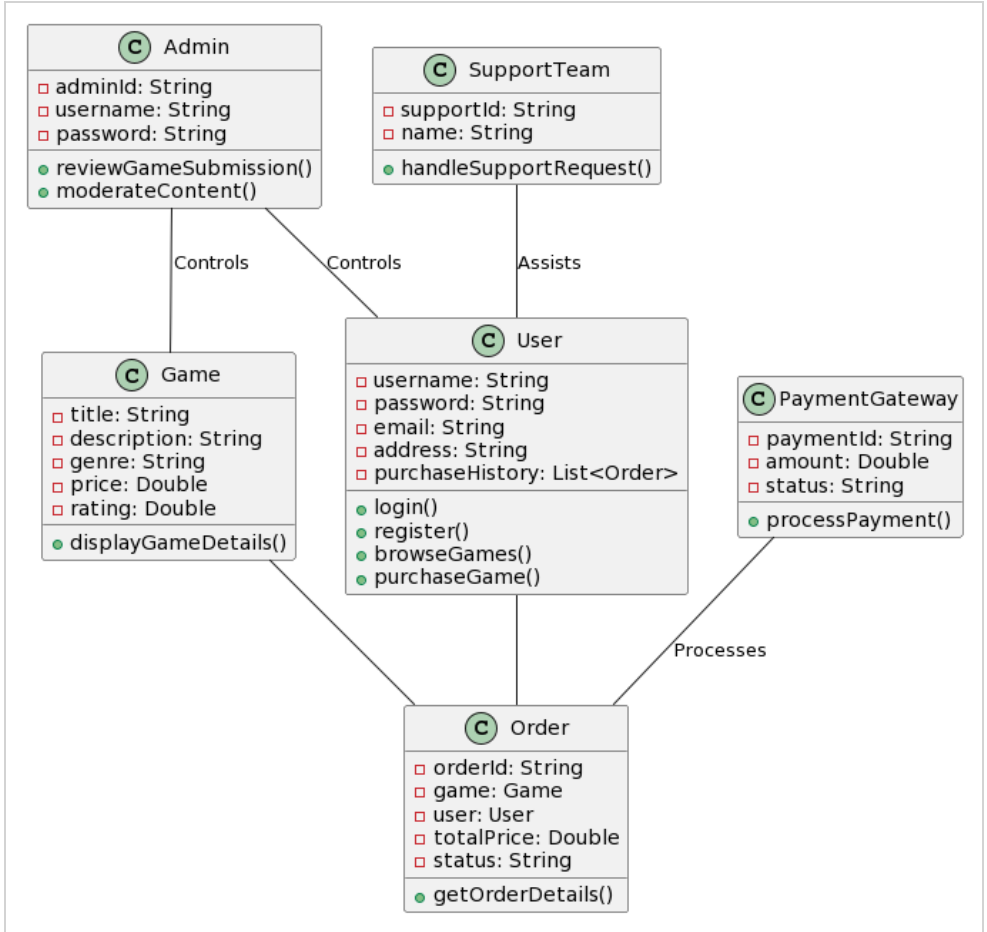 C Admin
adminId: String
username: String
password: String
reviewGameSubmission()
moderateContent()
C SupportTeam
supportId: String
name: String
handleSupportRequest()
Controls
Controls
Assists
C Game
title: String
description: String
genre: String
price: Double
rating: Double
displayGameDetails()
C User
username: String
password: String
email: String
address: String
purchaseHistory: List<Order>
login()
register()
browseGames()
purchaseGame()
C PaymentGateway
paymentId: String
amount: Double
status: String
processPayment()
Processes
C Order
orderId: String
game: Game
user: User
totalPrice: Double
status: String
getOrderDetails()